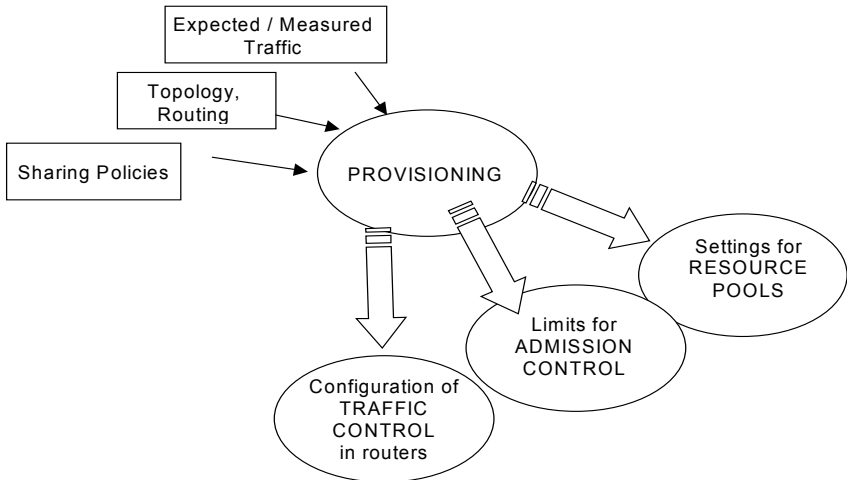 Expected / Measured
Traffic
Topology,
Routing
Sharing Policies
PROVISIONING
Settings for
RESOURCE
POOLS
Limits for
ADMISSION
CONTROL
Configuration of
TRAFFIC
CONTROL
in routers